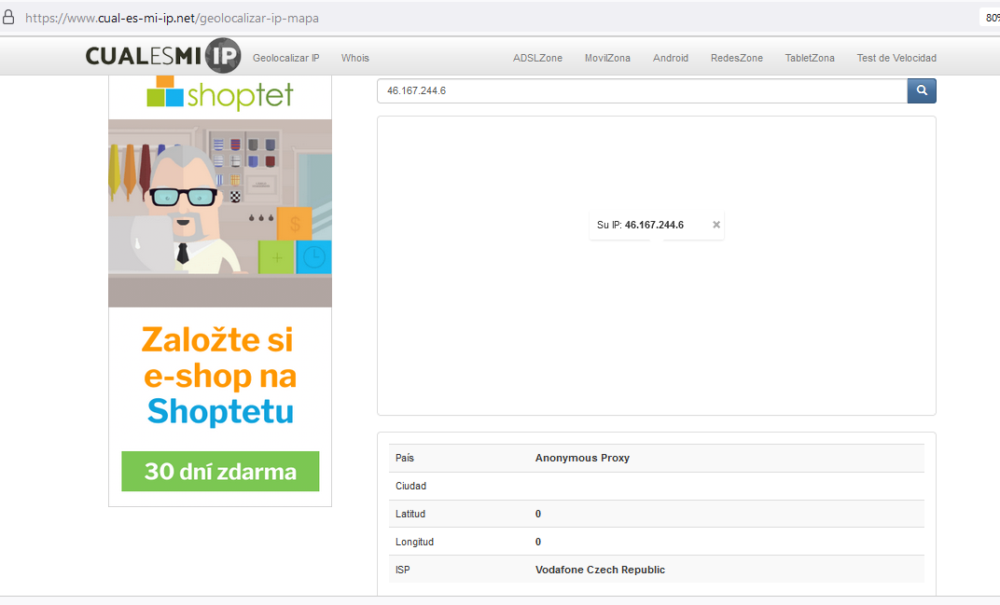 https://www.cual-es-mi-ip.net/geolocalizar-ip-mapa
80%
CUALESMI IP
Geolocalizar IP
Whois
ADSLZone
MovilZona
Android
RedesZone
TabletZona
Test de Velocidad
shoptet
$
Založte si
e-shop na
Shoptetu
30 dní zdarma
46.167.244.6
Su IP: 46.167.244.6 ×
País Anonymous Proxy
Ciudad
Latitud 0
Longitud 0
ISP Vodafone Czech Republic